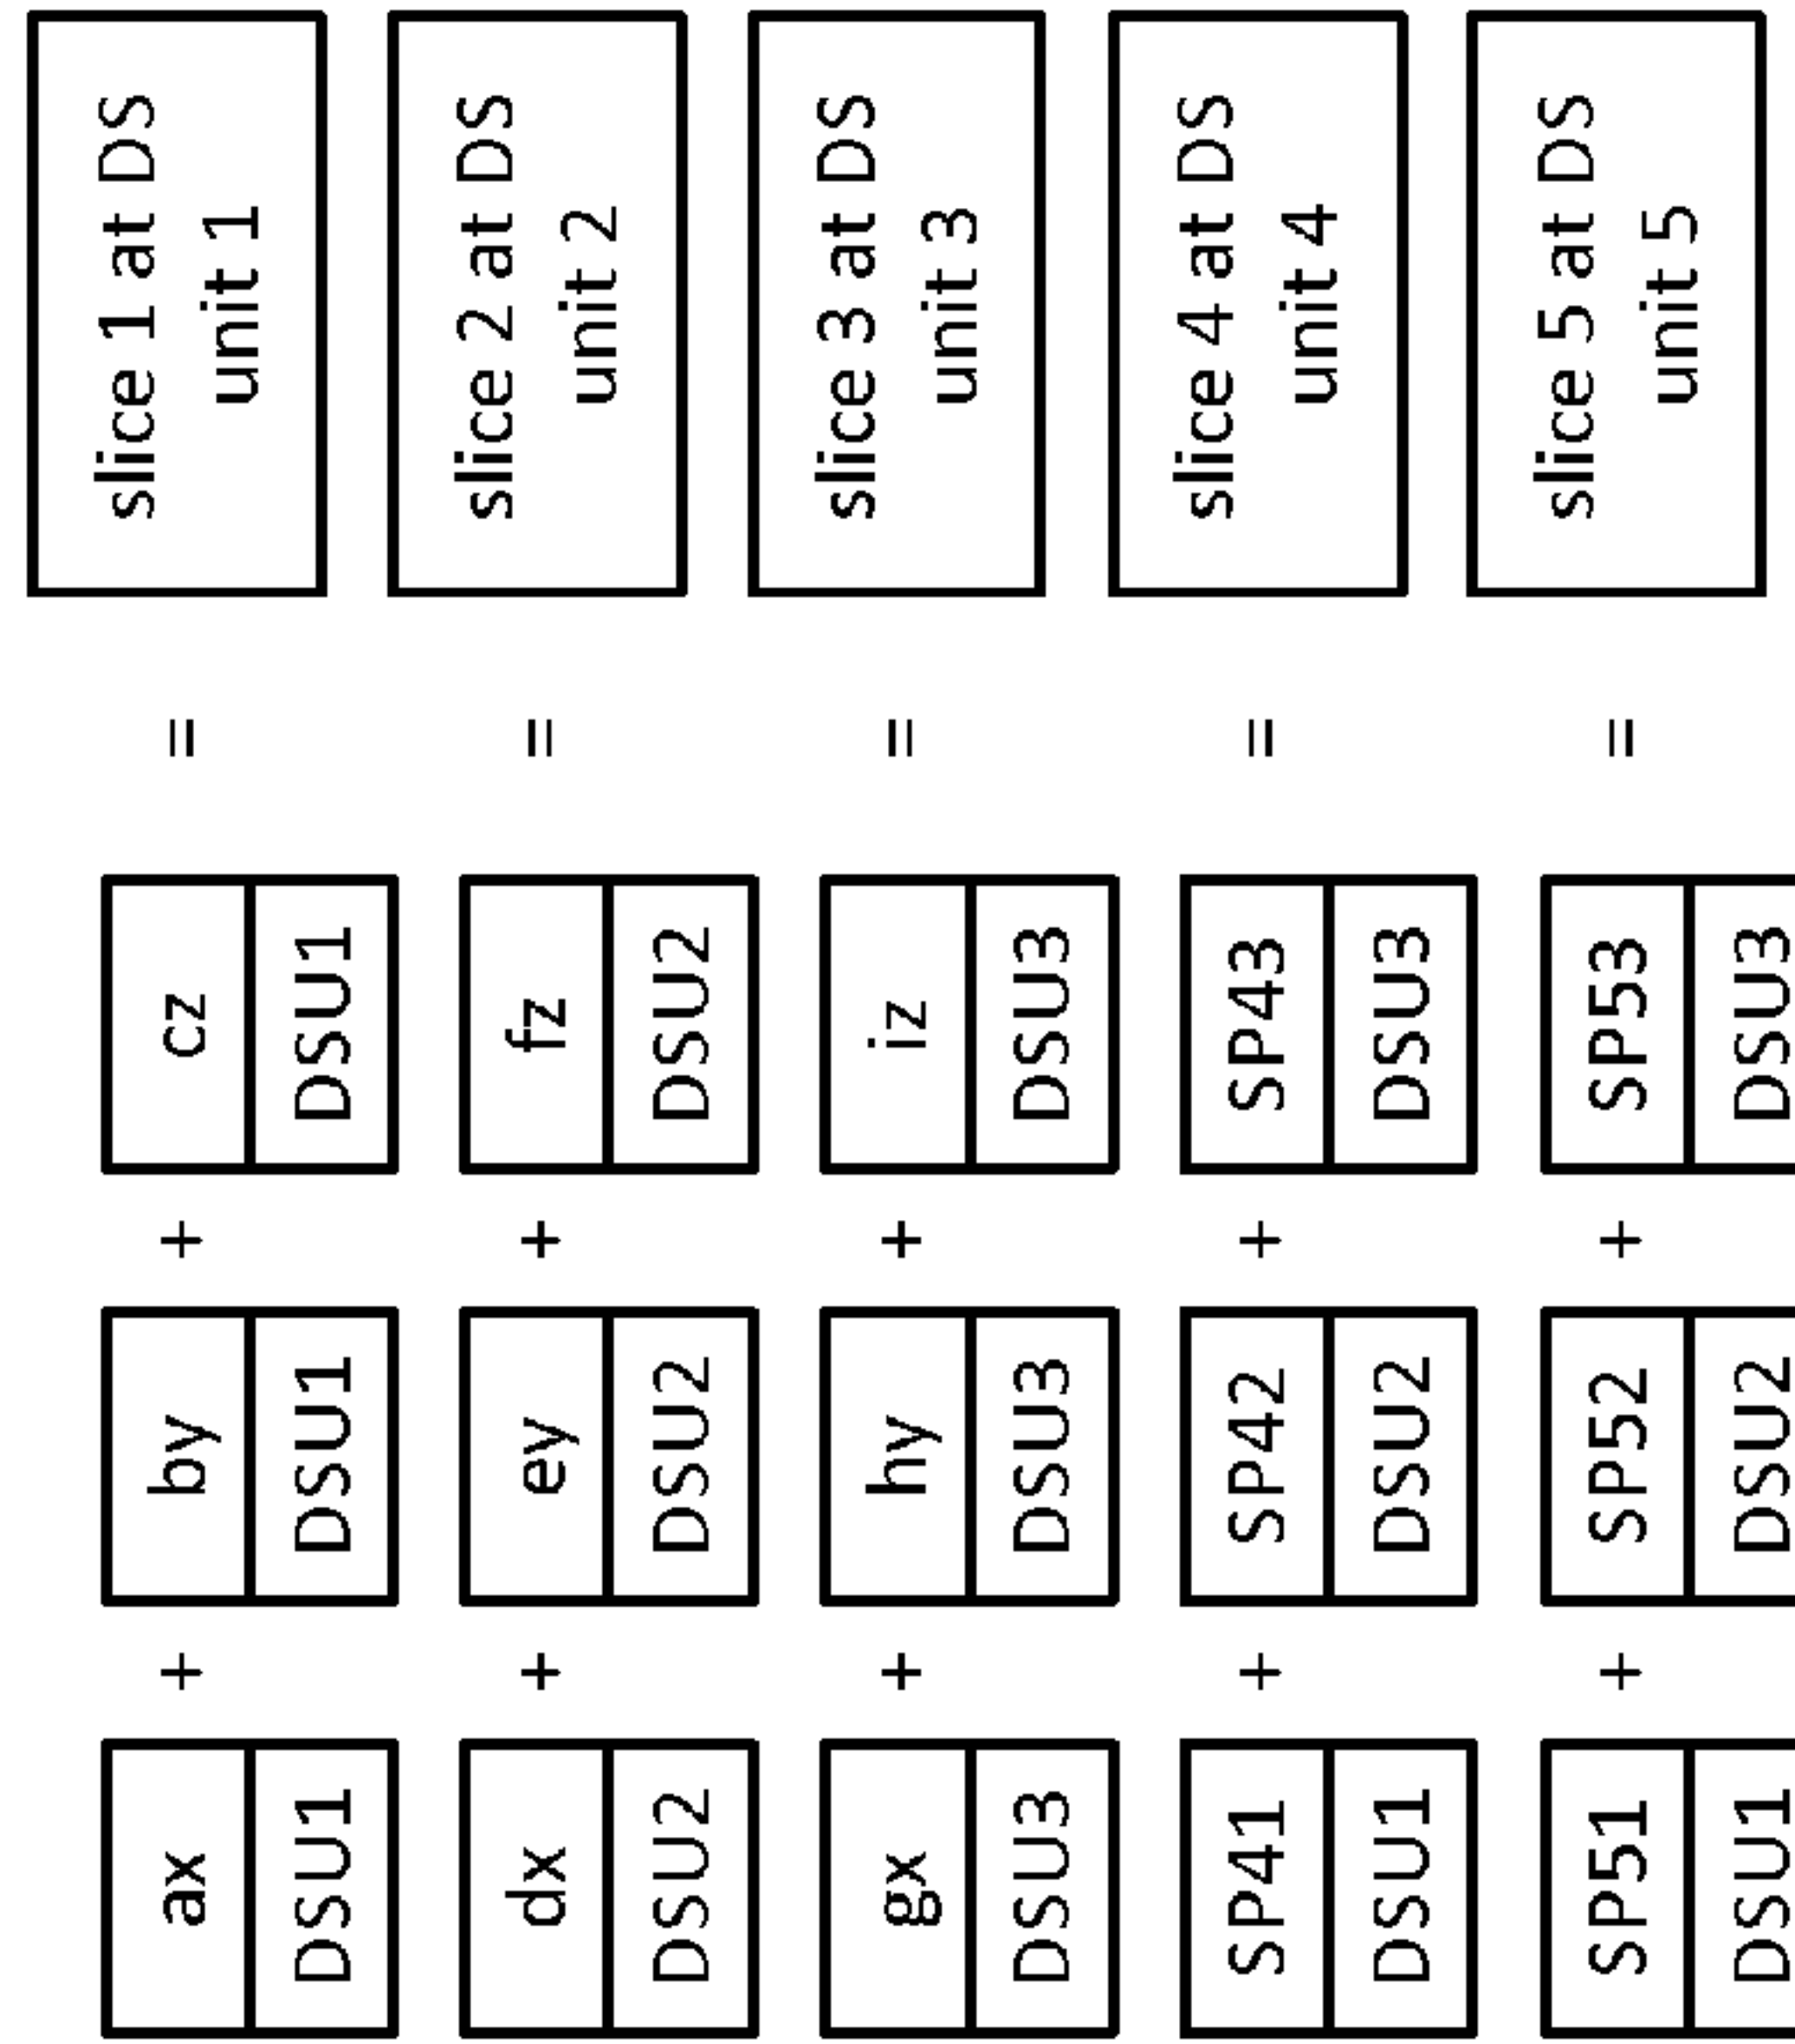 ax + by + cz = slice 1 at DS
DSU1 DSU1 DSU1 unit 1
dx + ey + fz = slice 2 at DS
DSU2 DSU2 DSU2 unit 2
gx + hy + iz = slice 3 at DS
DSU3 DSU3 DSU3 unit 3
SP41 + SP42 + SP43 = slice 4 at DS
DSU1 DSU2 DSU3 unit 4
SP51 + SP52 + SP53 = slice 5 at DS
DSU1 DSU2 DSU3 unit 5